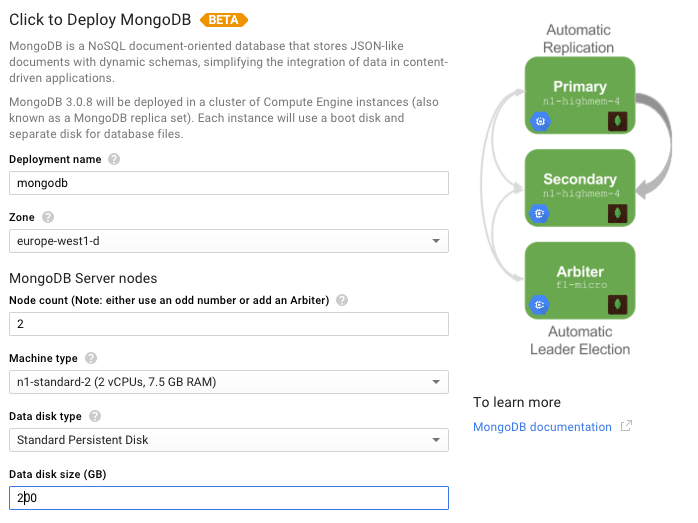 Click to Deploy MongoDB BETA
MongoDB is a NoSQL document-oriented database that stores JSON-like
documents with dynamic schemas, simplifying the integration of data in content-
driven applications.
MongoDB 3.0.8 will be deployed in a cluster of Compute Engine instances (also
known as a MongoDB replica set). Each instance will use a boot disk and
separate disk for database files.
Deployment name ?
mongodb
Zone ?
europe-west1-d
MongoDB Server nodes
Node count (Note: either use an odd number or add an Arbiter) ?
2
Machine type ?
n1-standard-2 (2 vCPUs, 7.5 GB RAM)
Data disk type ?
Standard Persistent Disk
Data disk size (GB)
200
Automatic
Replication
Primary
n1-highmem-4
Secondary
n1-highmem-4
Arbiter
f1-micro
Automatic
Leader Election
To learn more
MongoDB documentation